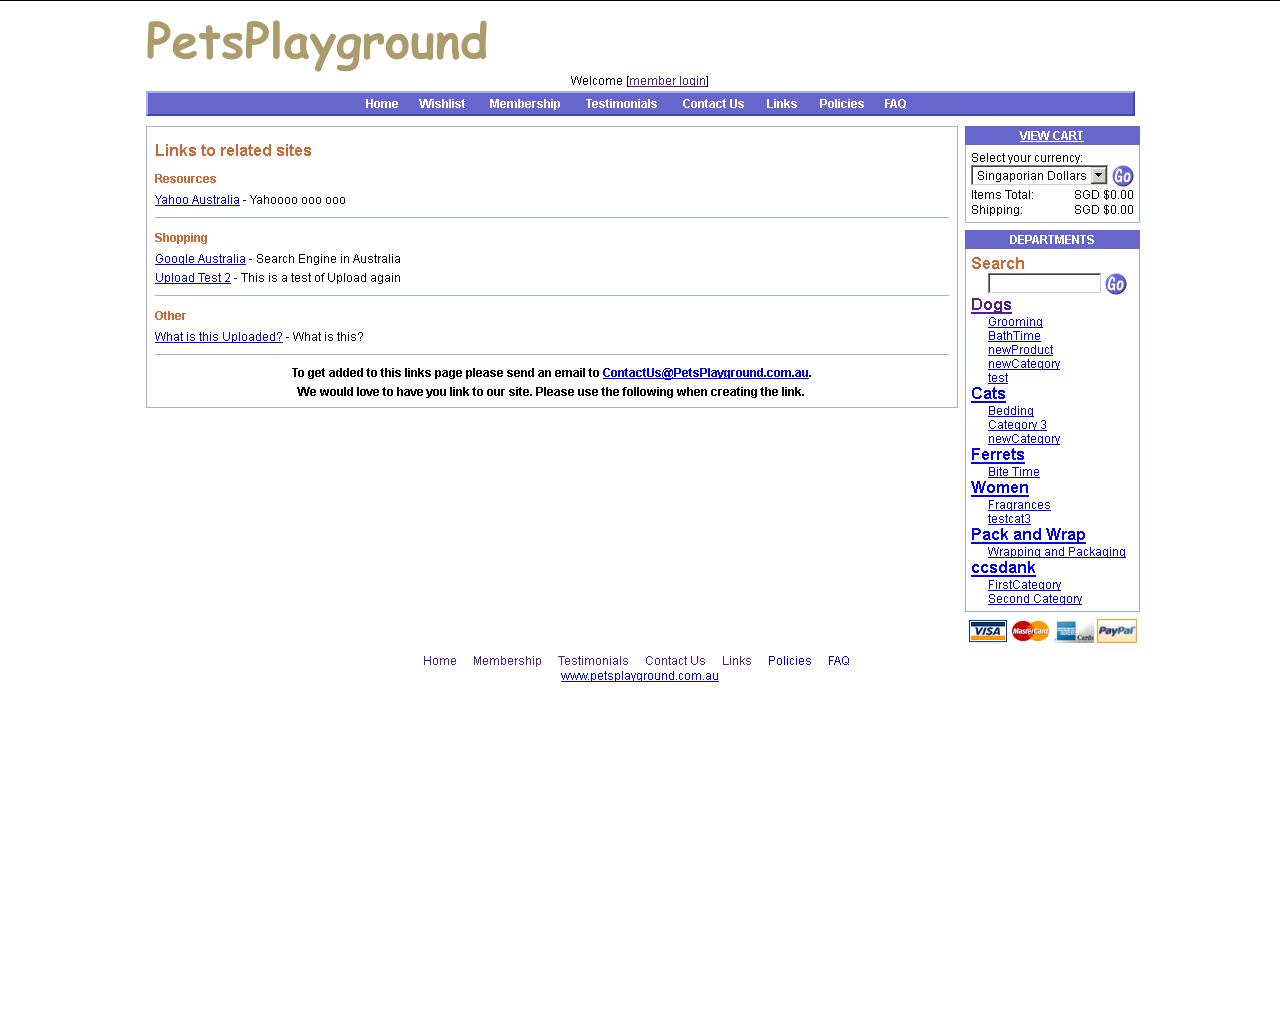 PetsPlayground
Welcome [member login]
Home Wishlist Membership Testimonials Contact Us Links Policies FAQ
Links to related sites
Resources
Yahoo Australia - Yahoooo ooo ooo
Shopping
Google Australia - Search Engine in Australia
Upload Test 2 - This is a test of Upload again
Other
What is this Uploaded? - What is this?
To get added to this links page please send an email to ContactUs@PetsPlayground.com.au.
We would love to have you link to our site. Please use the following when creating the link.
VIEW CART
Select your currency:
Singaporian Dollars Go
Items Total: SGD $0.00
Shipping: SGD $0.00
DEPARTMENTS
Search
Go
Dogs
Grooming
BathTime
newProduct
newCategory
test
Cats
Bedding
Category 3
newCategory
Ferrets
Bite Time
Women
Fragrances
testcat3
Pack and Wrap
Wrapping and Packaging
ccsdank
FirstCategory
Second Category
VISA MasterCard Cards PayPal
Home Membership Testimonials Contact Us Links Policies FAQ
www.petsplayground.com.au